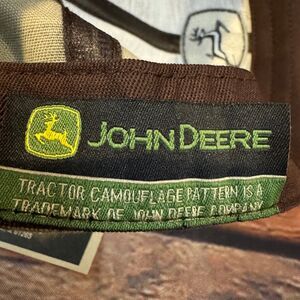 JOHN DEERE
TRACTOR CAMOUFLAGE PATTERN IS A
TRADEMARK OF JOHN DEERE COMPANY